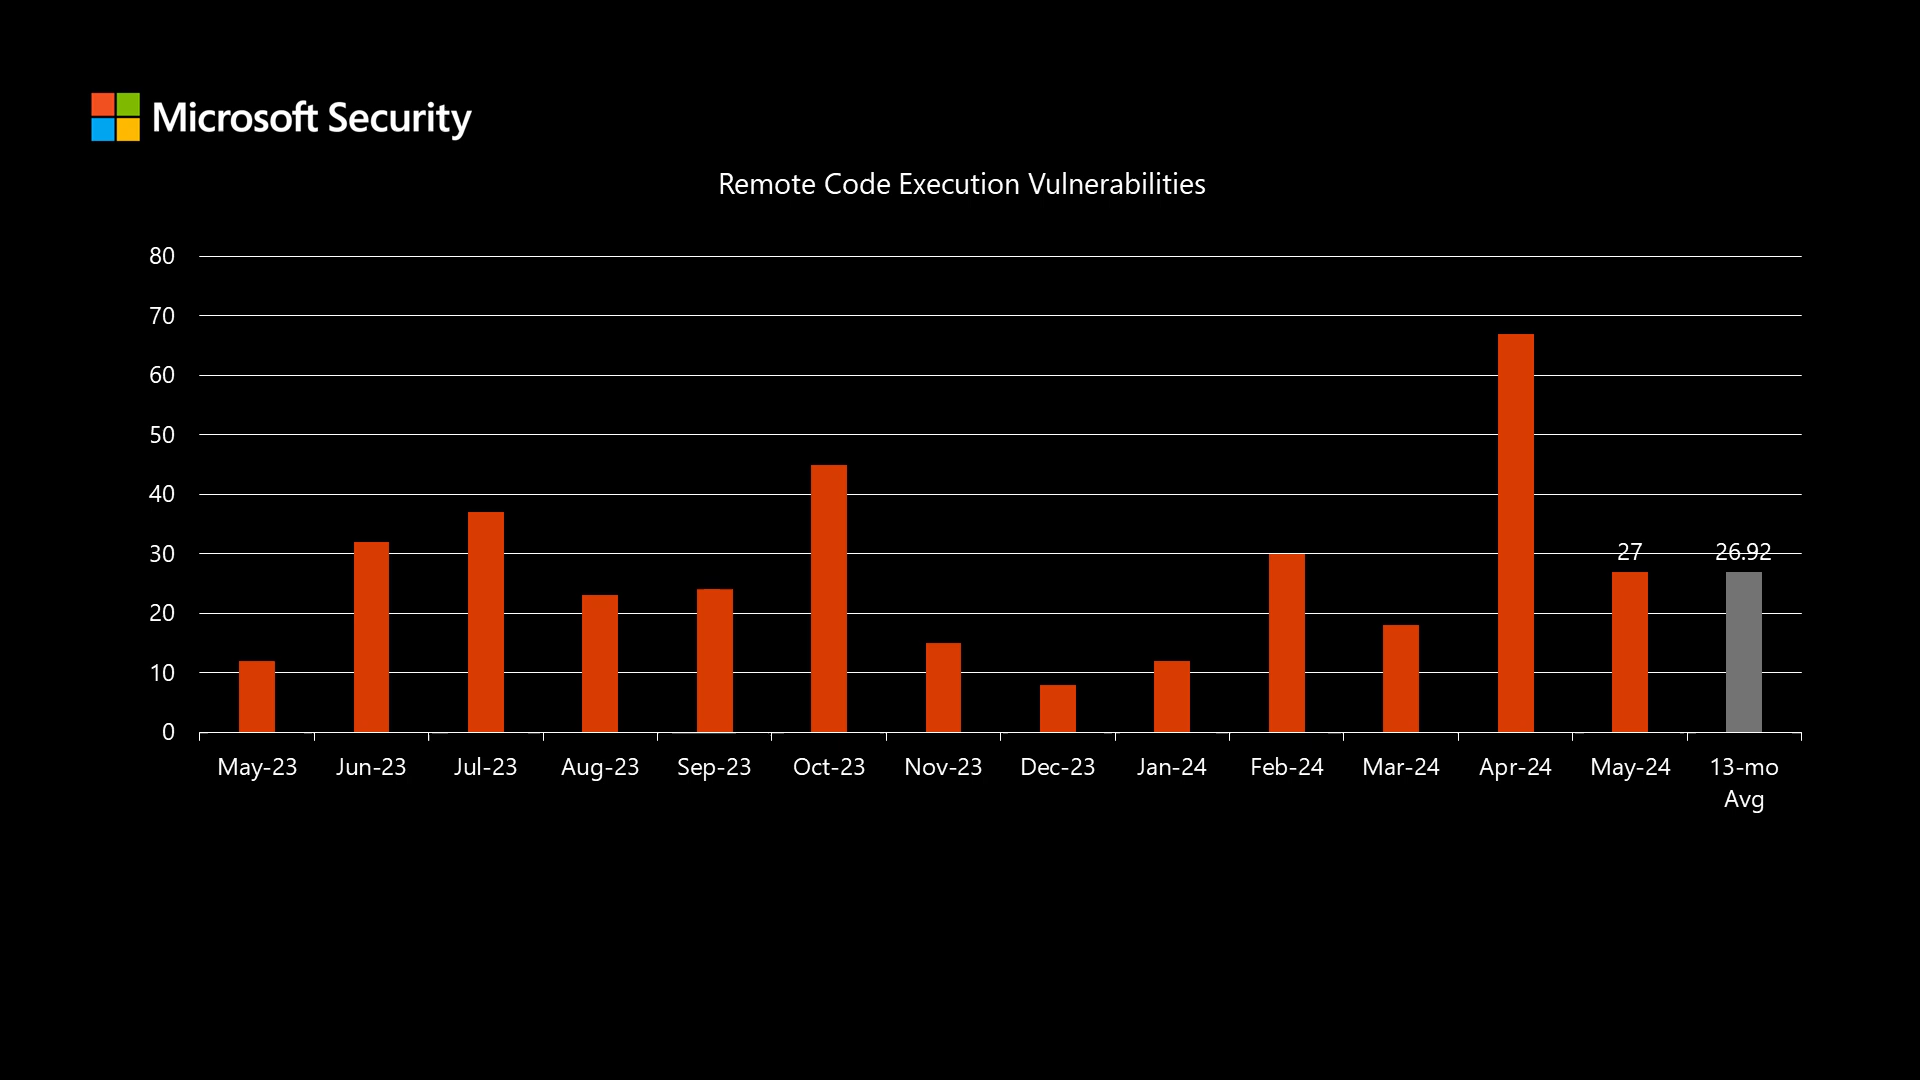 Microsoft Security
Remote Code Execution Vulnerabilities
80
70
60
50
40
30
20
10
0
27
26.92
May-23
Jun-23
Jul-23
Aug-23
Sep-23
Oct-23
Nov-23
Dec-23
Jan-24
Feb-24
Mar-24
Apr-24
May-24
13-mo
Avg